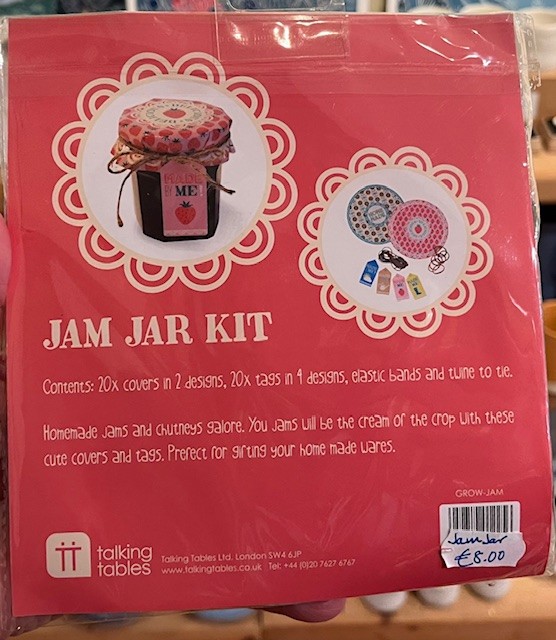 MADE
BY
ME!
JAM JAR KIT
Contents: 20x covers in 2 designs, 20x tags in 4 designs, elastic bands and twine to tie.
Homemade jams and chutneys galore. You jams will be the cream of the crop with these
cute covers and tags. Prefect for gifting your home made wares.
GROW-JAM
Jam Jar
€8.00
talking
tables
Talking Tables Ltd. London SW4 6JP
www.talkingtables.co.uk Tel: +44 (0)20 7627 6767